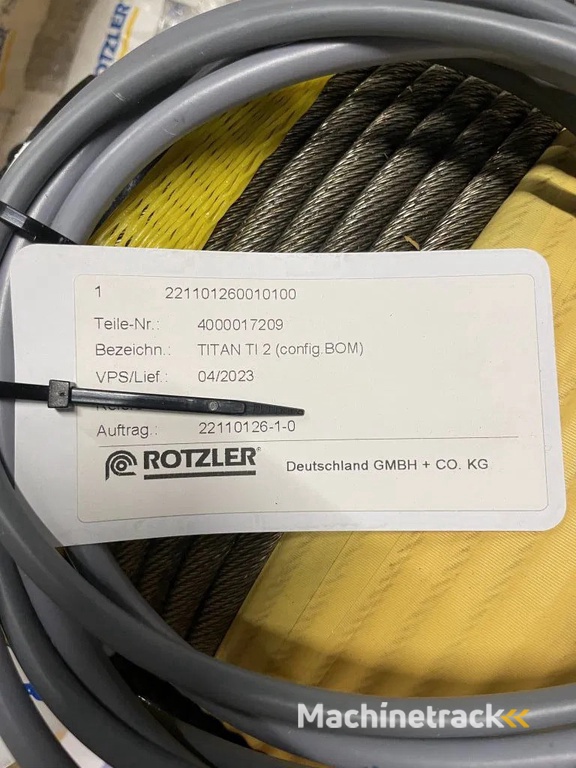 ROTZLER
1 221101260010100
Teile-Nr.: 4000017209
Bezeichn.: TITAN TI 2 (config.BOM)
VPS/Lief.: 04/2023
Auftrag.: 22110126-1-0
ROTZLER® Deutschland GMBH + CO. KG
Machinetrack